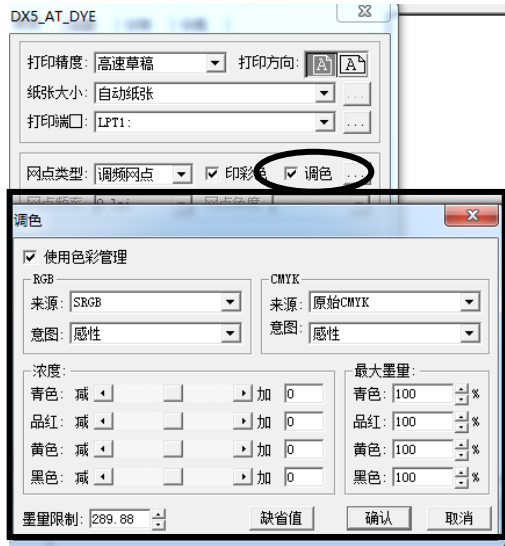 DX5_AT_DYE
打印精度: 高速草稿 打印方向: A A
纸张大小: 自动纸张 ...
打印端口: LPT1: ...
网点类型: 调频网点 印彩色 调色 ...
调色
使用色彩管理
RGB CMYK
来源: SRGB 来源: 原始CMYK
意图: 感性 意图: 感性
浓度: 最大墨量:
青色: 减 加 0 青色: 100 %
品红: 减 加 0 品红: 100 %
黄色: 减 加 0 黄色: 100 %
黑色: 减 加 0 黑色: 100 %
墨量限制: 289.88 缺省值 确认 取消